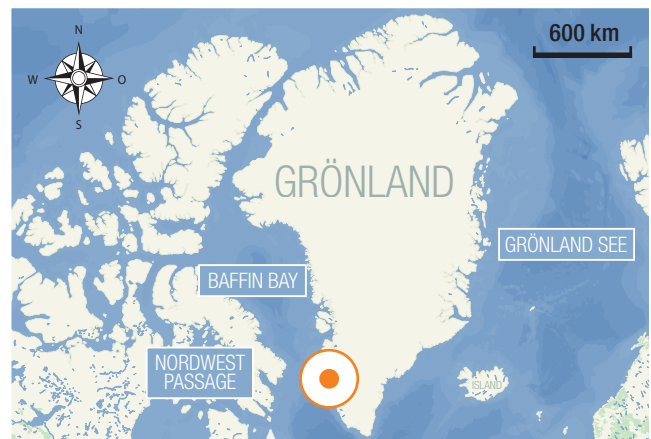 N
W
O
S
600 km
GRÖNLAND
GRÖNLAND SEE
BAFFIN BAY
NORDWEST
PASSAGE
ISLAND